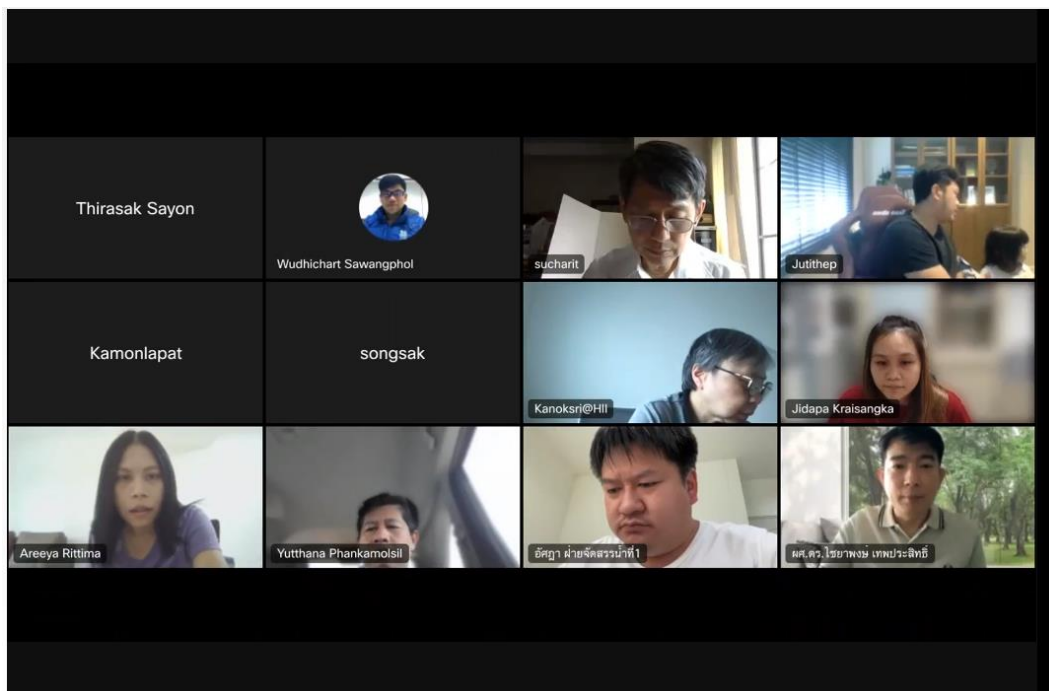 Thirasak Sayon
Wudhichart Sawangphol
sucharit
Jutithep
Kamonlapat
songsak
Kanoksri@HII
Jidapa Kraisangka
Areeya Rittima
Yutthana Phankamolsil
อัศฎา ฝ่ายจัดสรรน้ำที่1
ผศ.ดร.ไชยาพงษ์ เทพประสิทธิ์